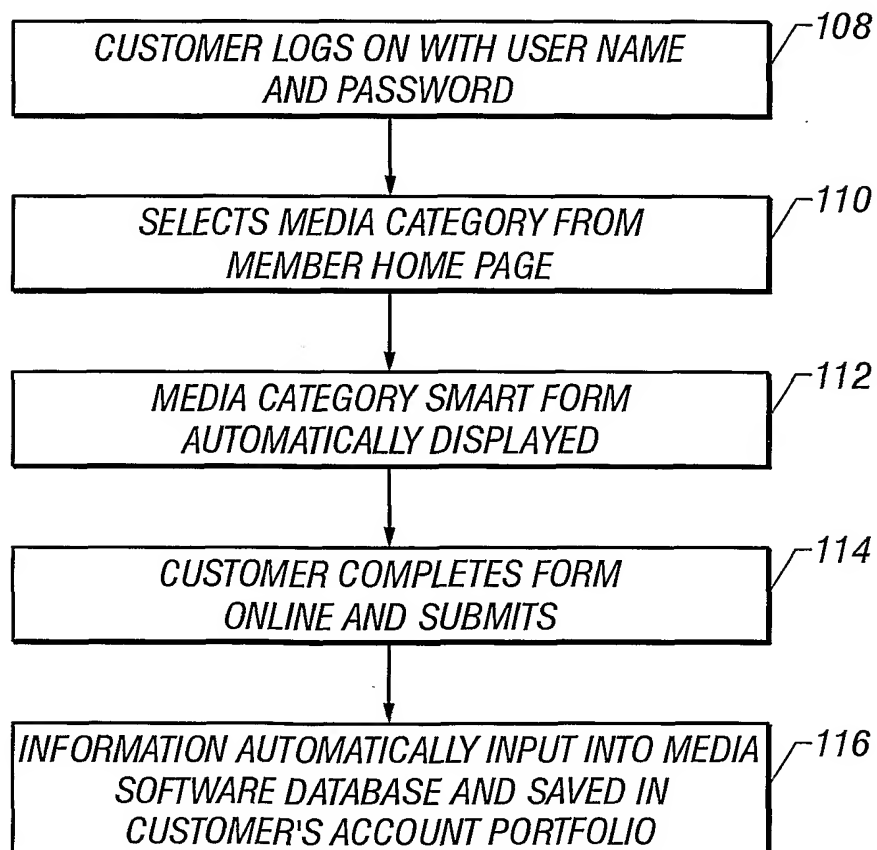 CUSTOMER LOGS ON WITH USER NAME
AND PASSWORD
108
SELECTS MEDIA CATEGORY FROM
MEMBER HOME PAGE
110
MEDIA CATEGORY SMART FORM
AUTOMATICALLY DISPLAYED
112
CUSTOMER COMPLETES FORM
ONLINE AND SUBMITS
114
INFORMATION AUTOMATICALLY INPUT INTO MEDIA
SOFTWARE DATABASE AND SAVED IN
CUSTOMER'S ACCOUNT PORTFOLIO
116